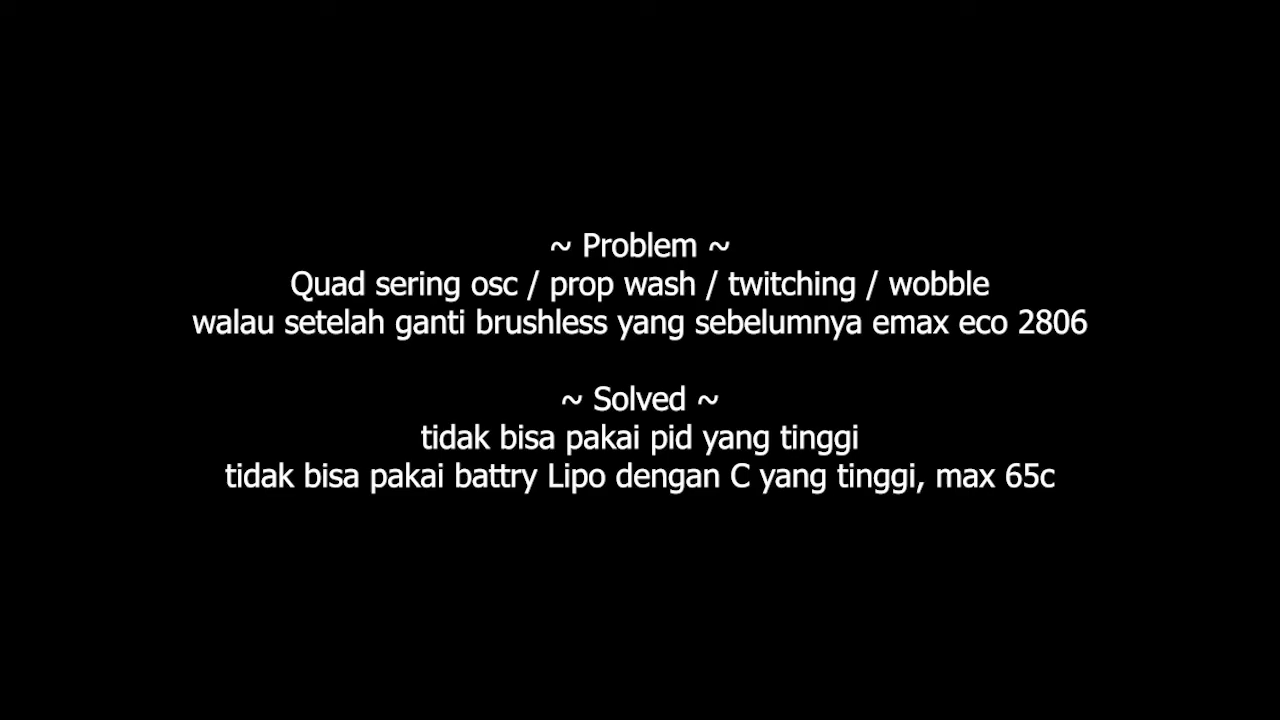 ~ Problem ~
Quad sering osc / prop wash / twitching / wobble
walau setelah ganti brushless yang sebelumnya emax eco 2806
~ Solved ~
tidak bisa pakai pid yang tinggi
tidak bisa pakai battry Lipo dengan C yang tinggi, max 65c